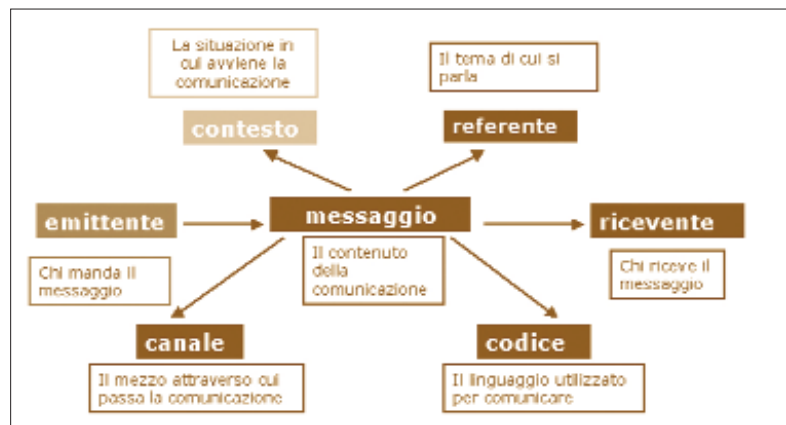 La situazione in
cui avviene la
comunicazione
contesto
Il tema di cui si
parla
referente
emittente
Chi manda il
messaggio
messaggio
Il contenuto
della
comunicazione
ricevente
Chi riceve il
messaggio
canale
Il mezzo attraverso cui
passa la comunicazione
codice
Il linguaggio utilizzato
per comunicare